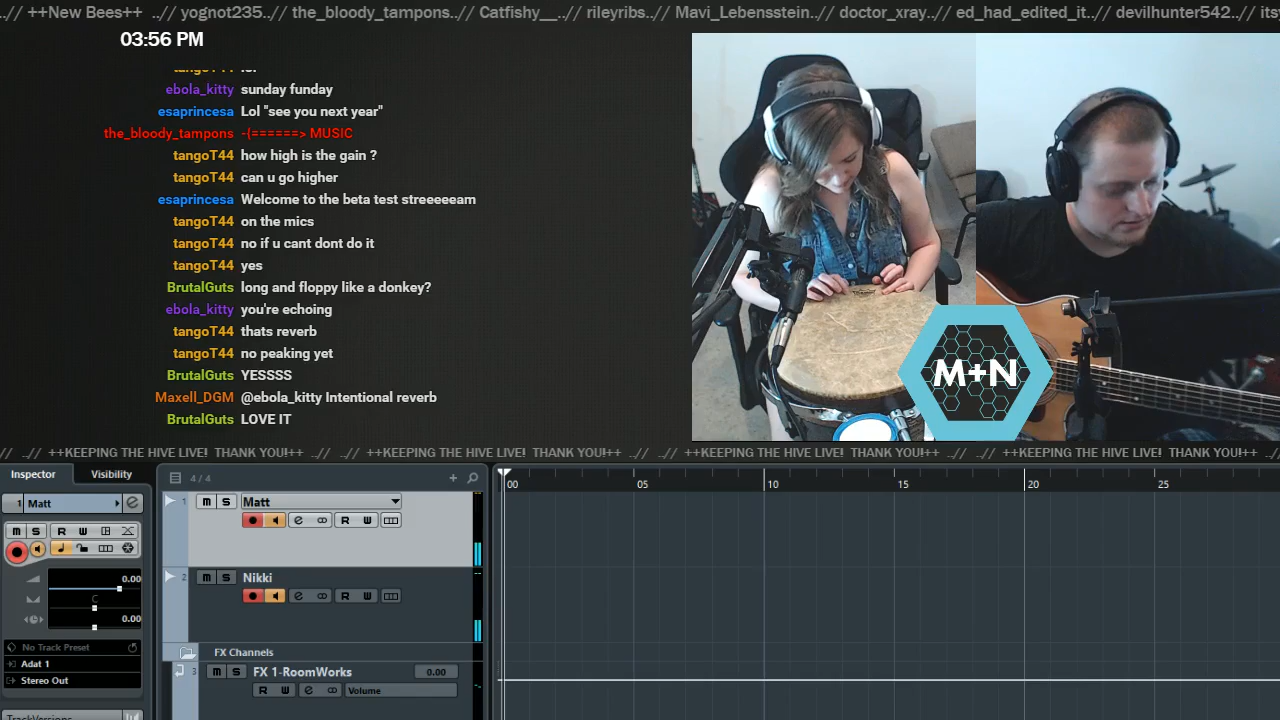 ..// ++New Bees++ ..// yognot235..// the_bloody_tampons..// Catfishy__..// rileyribs..// Mavi_Lebensstein..// doctor_xray..// ed_had_edited_it..// devilhunter542..// itsy
03:56 PM
tangoT44 lol
ebola_kitty sunday funday
esaprincesa Lol "see you next year"
the_bloody_tampons -{======> MUSIC
tangoT44 how high is the gain ?
tangoT44 can u go higher
esaprincesa Welcome to the beta test streeeeeam
tangoT44 on the mics
tangoT44 no if u cant dont do it
tangoT44 yes
BrutalGuts long and floppy like a donkey?
ebola_kitty you're echoing
tangoT44 thats reverb
tangoT44 no peaking yet
BrutalGuts YESSSS
Maxell_DGM @ebola_kitty Intentional reverb
BrutalGuts LOVE IT
M+N
..// ++KEEPING THE HIVE LIVE! THANK YOU!++ ..// ..// ++KEEPING THE HIVE LIVE! THANK YOU!++ ..// ..// ++KEEPING THE HIVE LIVE! THANK YOU!++ ..// ..// ++KEEPING THE HIVE LIVE! THANK YOU!++ ..//
Inspector Visibility
4 / 4
00 05 10 15 20 25
1 Matt
M S R W
0.00
C
0.00
No Track Preset
Adat 1
Stereo Out
TrackVersions
1 M S Matt
R W
2 M S Nikki
R W
FX Channels
3 M S FX 1-RoomWorks 0.00
R W Volume